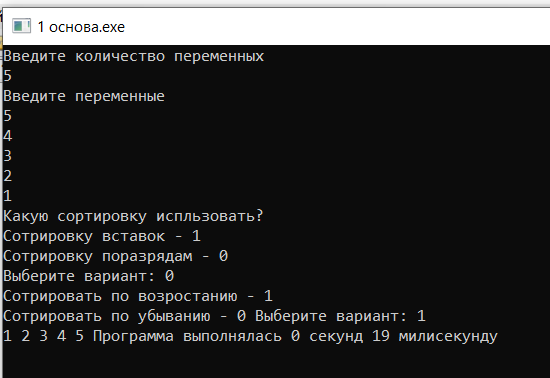 1 основа.exe
Введите количество переменных
5
Введите переменные
5
4
3
2
1
Какую сортировку испльзовать?
Сотрировку вставок - 1
Сотрировку поразрядам - 0
Выберите вариант: 0
Сотрировать по возростанию - 1
Сотрировать по убыванию - 0 Выберите вариант: 1
1 2 3 4 5 Программа выполнялась 0 секунд 19 милисекунду